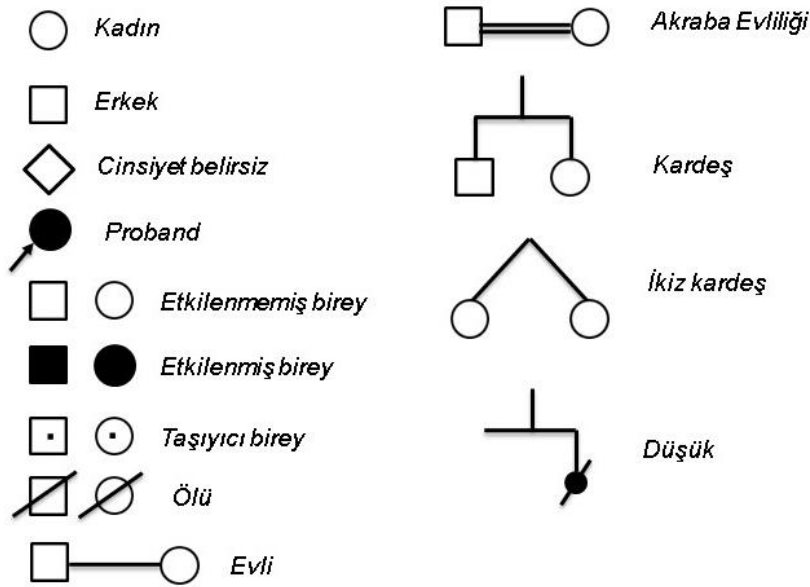 Kadın
Erkek
Cinsiyet belirsiz
Proband
Etkilenmemiş birey
Etkilenmiş birey
Taşıyıcı birey
Ölü
Evli
Akraba Evliliği
Kardeş
İkiz kardeş
Düşük